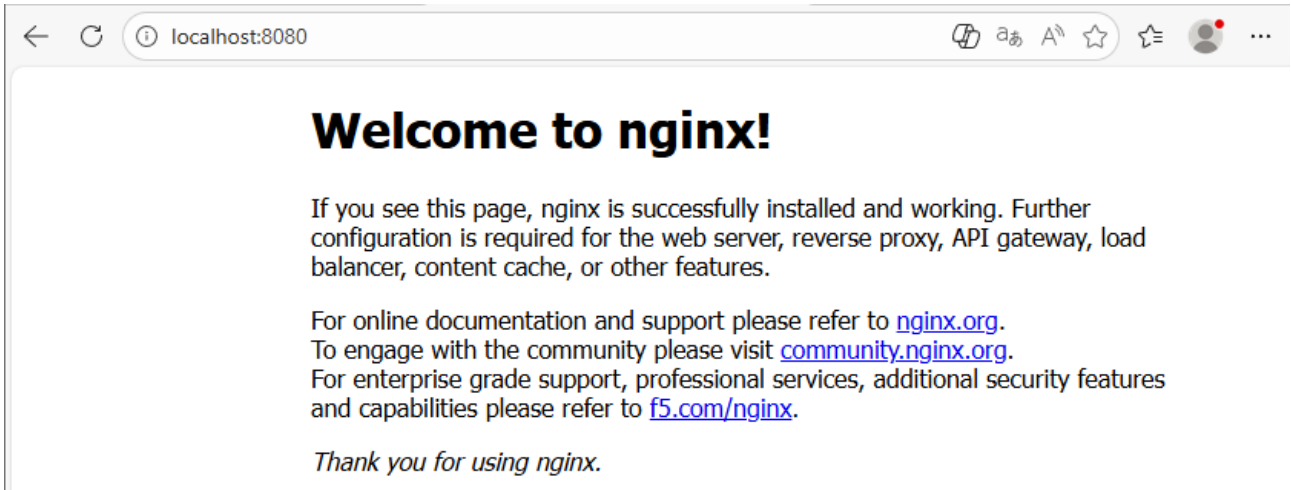 localhost:8080
Welcome to nginx!
If you see this page, nginx is successfully installed and working. Further
configuration is required for the web server, reverse proxy, API gateway, load
balancer, content cache, or other features.
For online documentation and support please refer to nginx.org.
To engage with the community please visit community.nginx.org.
For enterprise grade support, professional services, additional security features
and capabilities please refer to f5.com/nginx.
Thank you for using nginx.